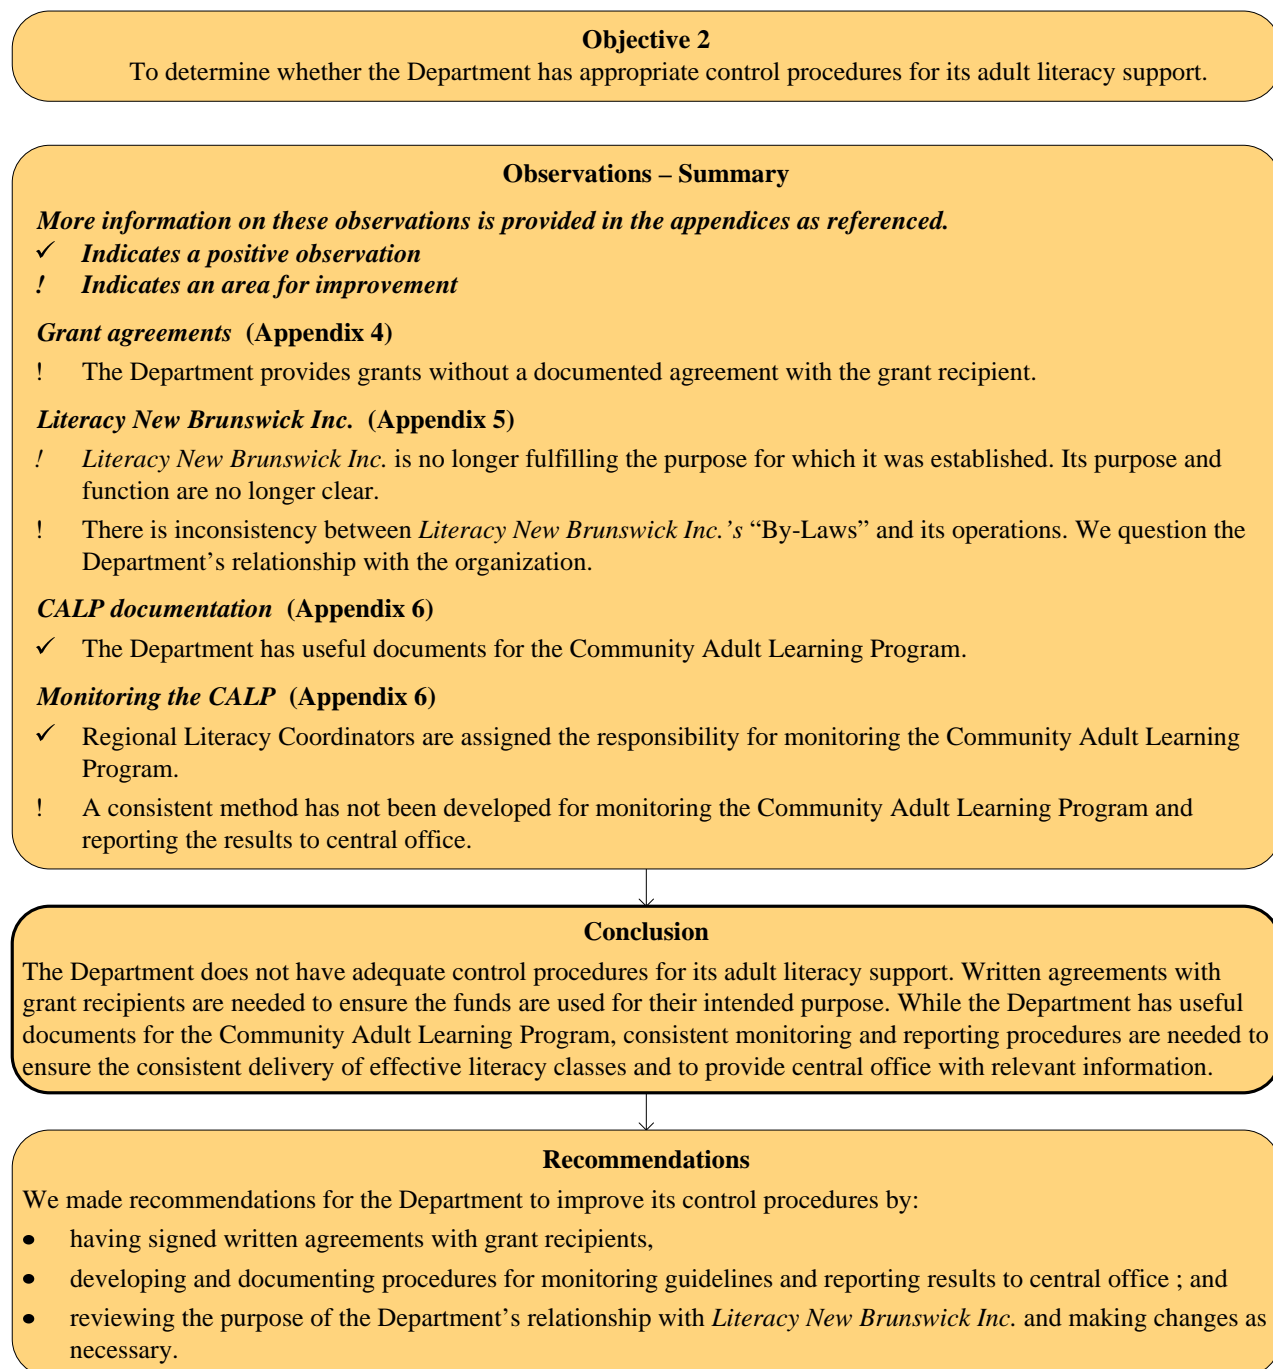 Objective 2
To determine whether the Department has appropriate control procedures for its adult literacy support.
Observations – Summary
More information on these observations is provided in the appendices as referenced.
✓ Indicates a positive observation
! Indicates an area for improvement
Grant agreements (Appendix 4)
! The Department provides grants without a documented agreement with the grant recipient.
Literacy New Brunswick Inc. (Appendix 5)
! Literacy New Brunswick Inc. is no longer fulfilling the purpose for which it was established. Its purpose and
function are no longer clear.
! There is inconsistency between Literacy New Brunswick Inc.’s “By-Laws” and its operations. We question the
Department’s relationship with the organization.
CALP documentation (Appendix 6)
✓ The Department has useful documents for the Community Adult Learning Program.
Monitoring the CALP (Appendix 6)
✓ Regional Literacy Coordinators are assigned the responsibility for monitoring the Community Adult Learning
Program.
! A consistent method has not been developed for monitoring the Community Adult Learning Program and
reporting the results to central office.
Conclusion
The Department does not have adequate control procedures for its adult literacy support. Written agreements with
grant recipients are needed to ensure the funds are used for their intended purpose. While the Department has useful
documents for the Community Adult Learning Program, consistent monitoring and reporting procedures are needed to
ensure the consistent delivery of effective literacy classes and to provide central office with relevant information.
Recommendations
We made recommendations for the Department to improve its control procedures by:
• having signed written agreements with grant recipients,
• developing and documenting procedures for monitoring guidelines and reporting results to central office ; and
• reviewing the purpose of the Department’s relationship with Literacy New Brunswick Inc. and making changes as
necessary.